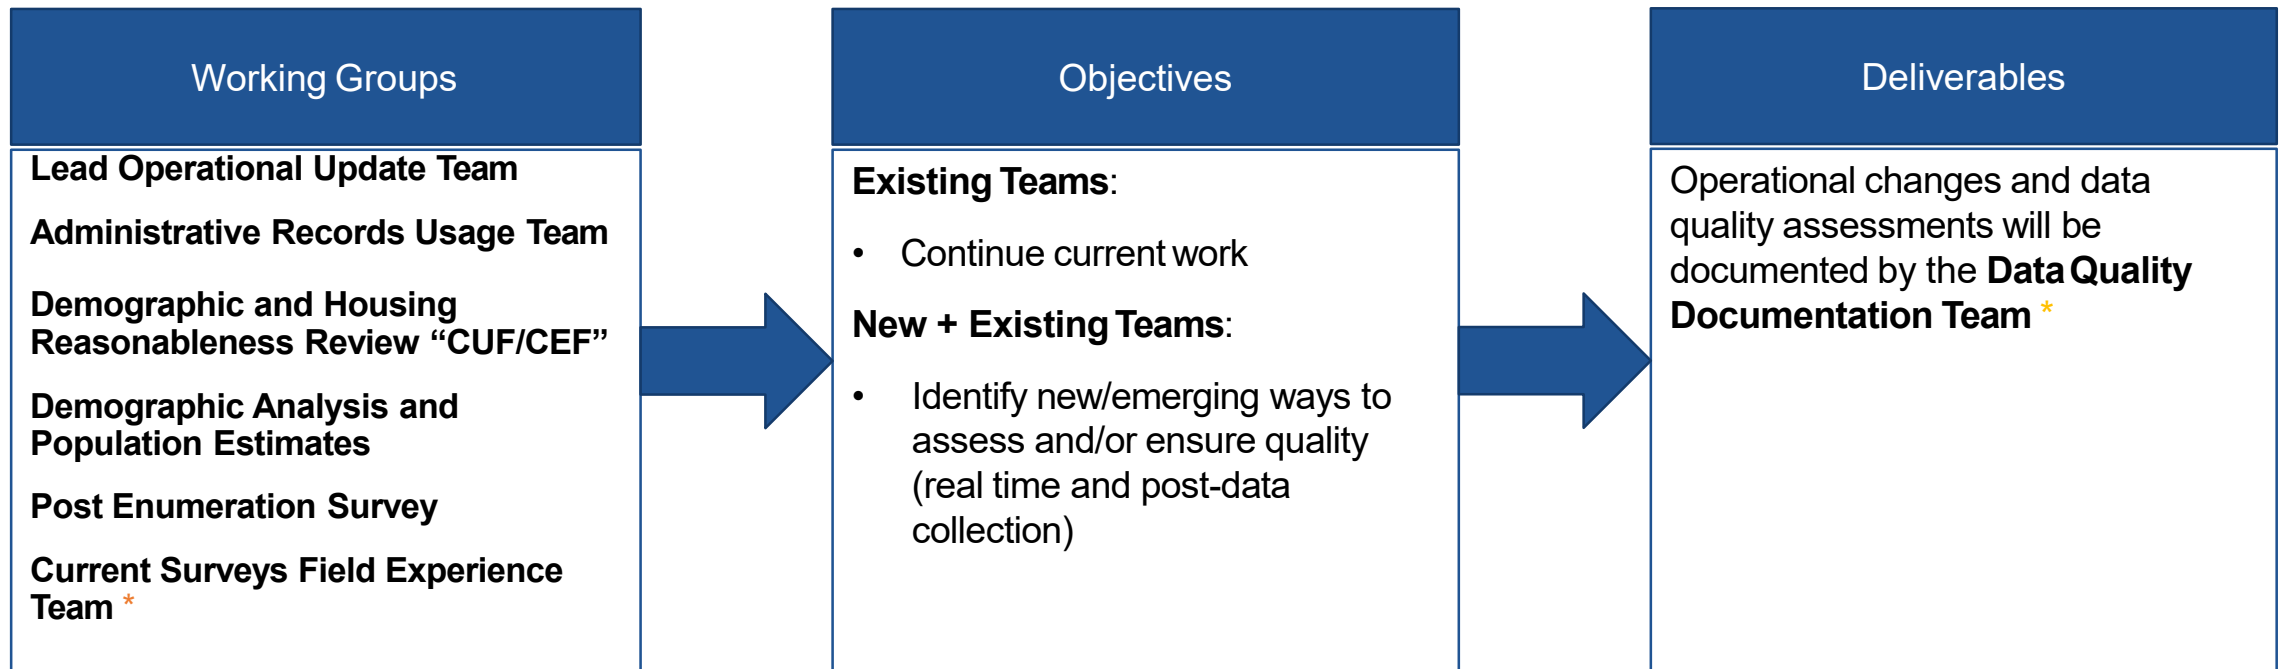 Working Groups
Lead Operational Update Team
Administrative Records Usage Team
Demographic and Housing
Reasonableness Review “CUF/CEF”
Demographic Analysis and
Population Estimates
Post Enumeration Survey
Current Surveys Field Experience
Team *
Objectives
Existing Teams:
• Continue current work
New + Existing Teams:
• Identify new/emerging ways to
assess and/or ensure quality
(real time and post-data
collection)
Deliverables
Operational changes and data
quality assessments will be
documented by the Data Quality
Documentation Team *